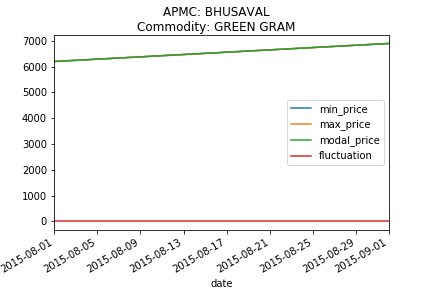 APMC: BHUSAVAL
Commodity: GREEN GRAM
7000
6000
5000
4000
3000
2000
1000
0
min_price
max_price
modal_price
fluctuation
2015-08-01
2015-08-05
2015-08-09
2015-08-13
2015-08-17
2015-08-21
2015-08-25
2015-08-29
2015-09-01
date